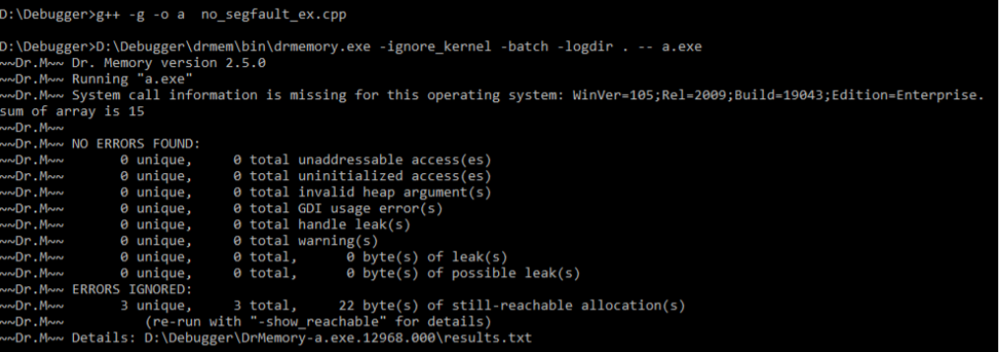 D:\Debugger>g++ -g -o a  no_segfault_ex.cpp
D:\Debugger>D:\Debugger\drmem\bin\drmemory.exe -ignore_kernel -batch -logdir . -- a.exe
~~Dr.M~~ Dr. Memory version 2.5.0
~~Dr.M~~ Running "a.exe"
~~Dr.M~~ System call information is missing for this operating system: WinVer=105;Rel=2009;Build=19043;Edition=Enterprise.
sum of array is 15
~~Dr.M~~
~~Dr.M~~ NO ERRORS FOUND:
~~Dr.M~~       0 unique,     0 total unaddressable access(es)
~~Dr.M~~       0 unique,     0 total uninitialized access(es)
~~Dr.M~~       0 unique,     0 total invalid heap argument(s)
~~Dr.M~~       0 unique,     0 total GDI usage error(s)
~~Dr.M~~       0 unique,     0 total handle leak(s)
~~Dr.M~~       0 unique,     0 total warning(s)
~~Dr.M~~       0 unique,     0 total,      0 byte(s) of leak(s)
~~Dr.M~~       0 unique,     0 total,      0 byte(s) of possible leak(s)
~~Dr.M~~ ERRORS IGNORED:
~~Dr.M~~       3 unique,     3 total,     22 byte(s) of still-reachable allocation(s)
~~Dr.M~~          (re-run with "-show_reachable" for details)
~~Dr.M~~ Details: D:\Debugger\DrMemory-a.exe.12968.000\results.txt